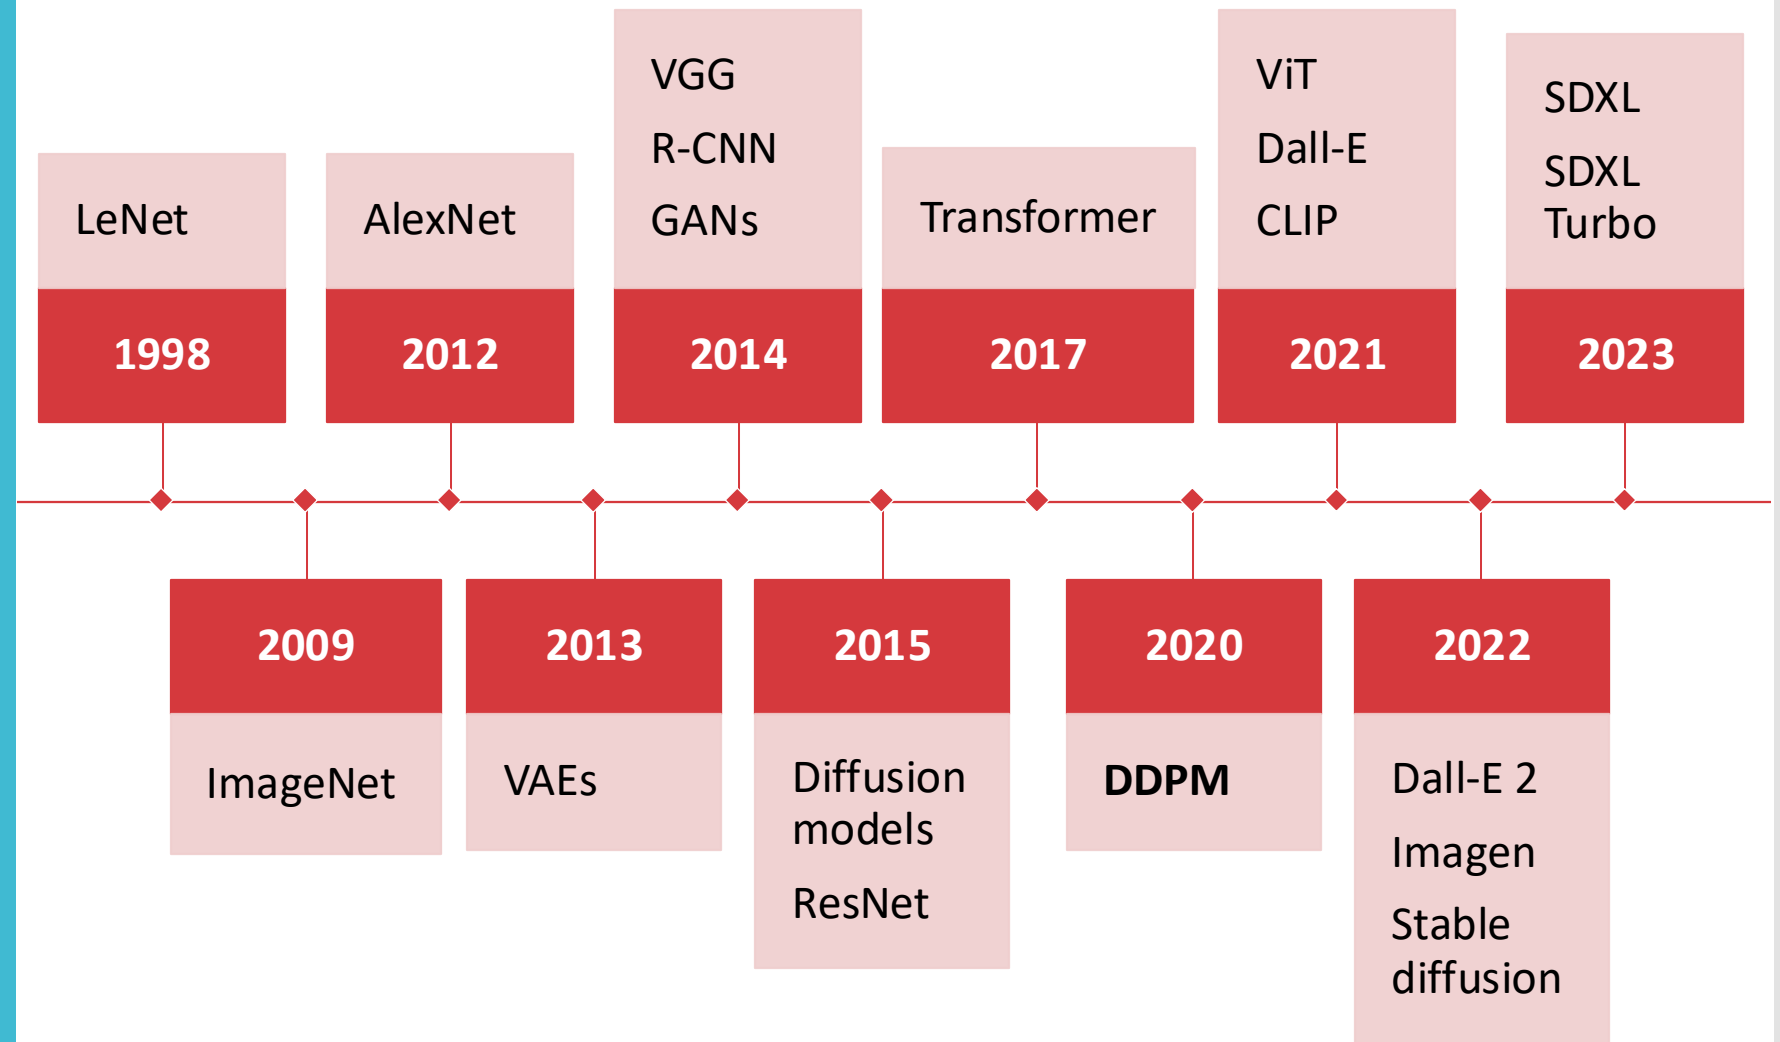 LeNet
1998
AlexNet
2012
VGG
R-CNN
GANs
2014
Transformer
2017
ViT
Dall-E
CLIP
2021
SDXL
SDXL
Turbo
2023
2009
ImageNet
2013
VAEs
2015
Diffusion
models
ResNet
2020
DDPM
2022
Dall-E 2
Imagen
Stable
diffusion